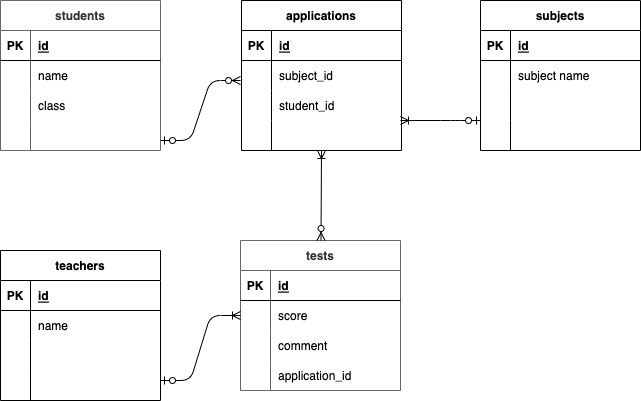 students
PK id
name
class
applications
PK id
subject_id
student_id
subjects
PK id
subject name
teachers
PK id
name
tests
PK id
score
comment
application_id